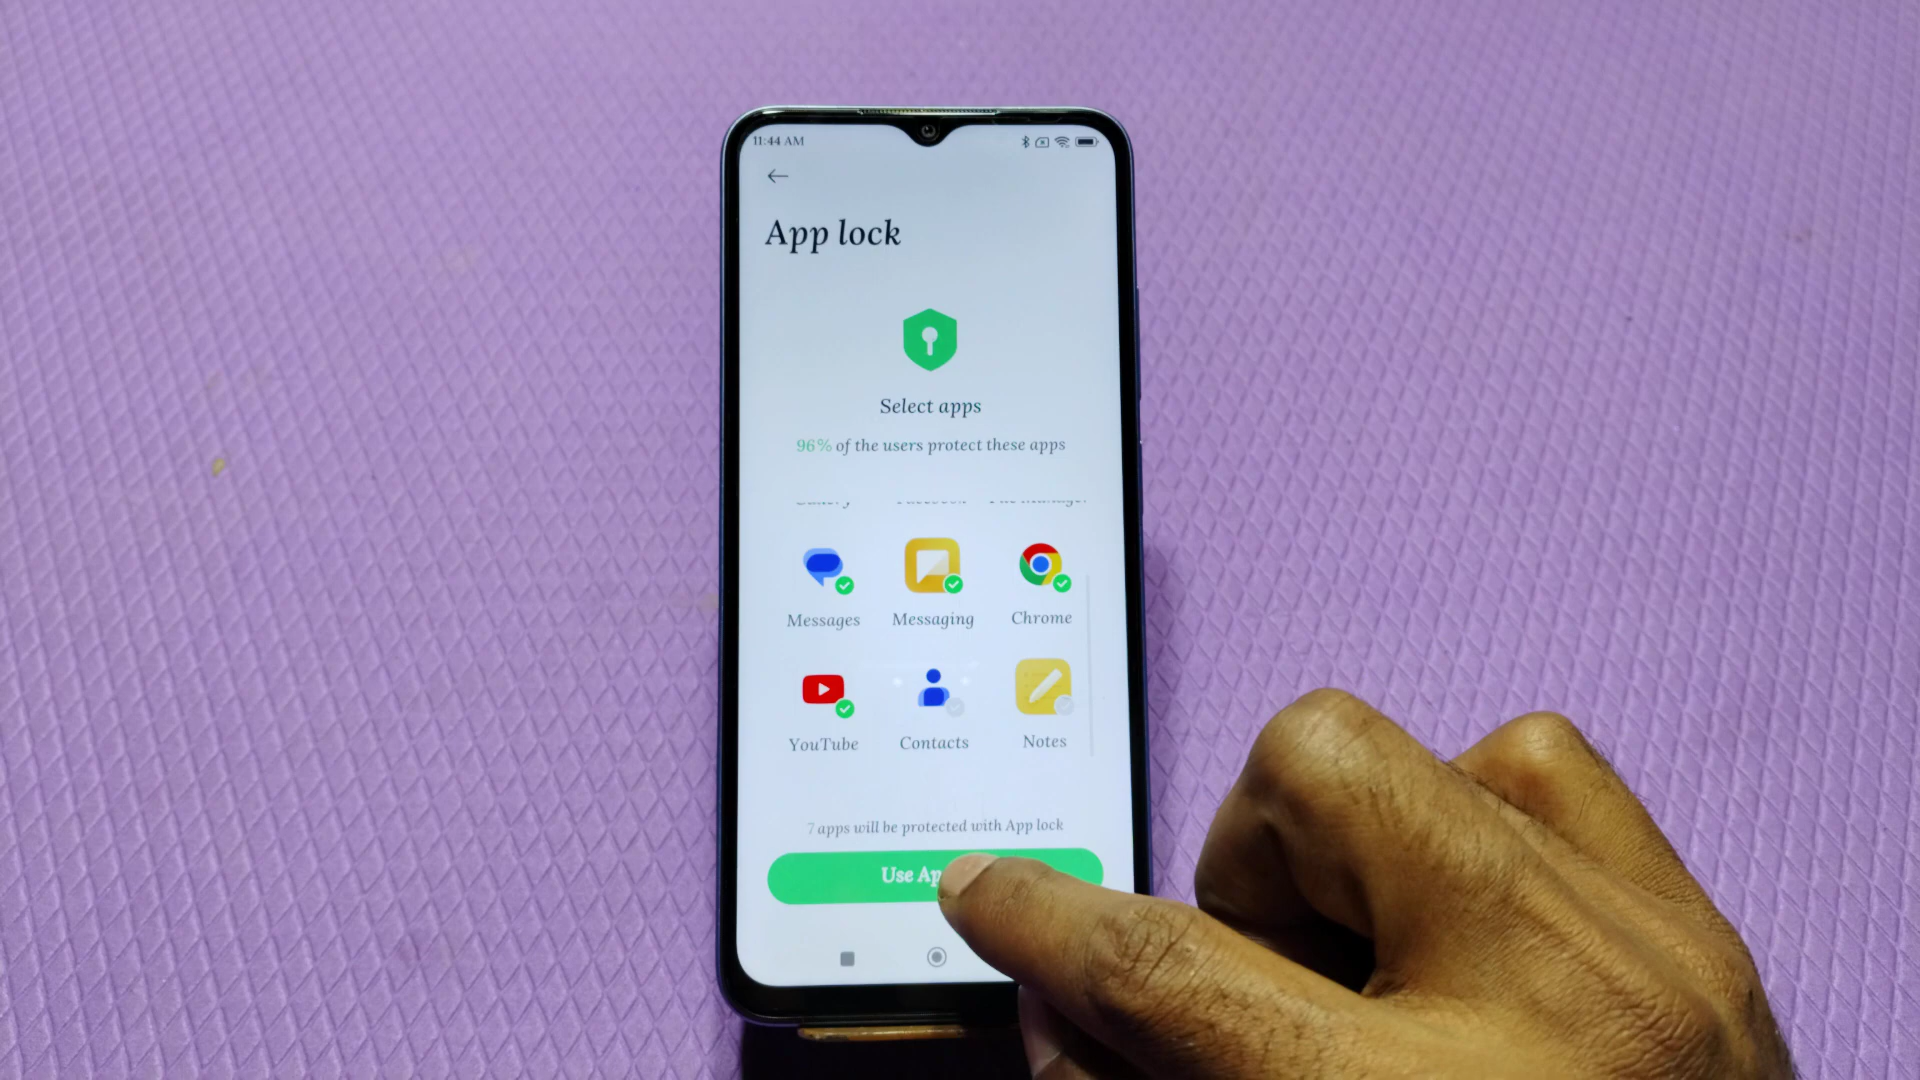 11:44 AM
App lock
Select apps
96% of the users protect these apps
Messages Messaging Chrome
YouTube Contacts Notes
7 apps will be protected with App lock
Use